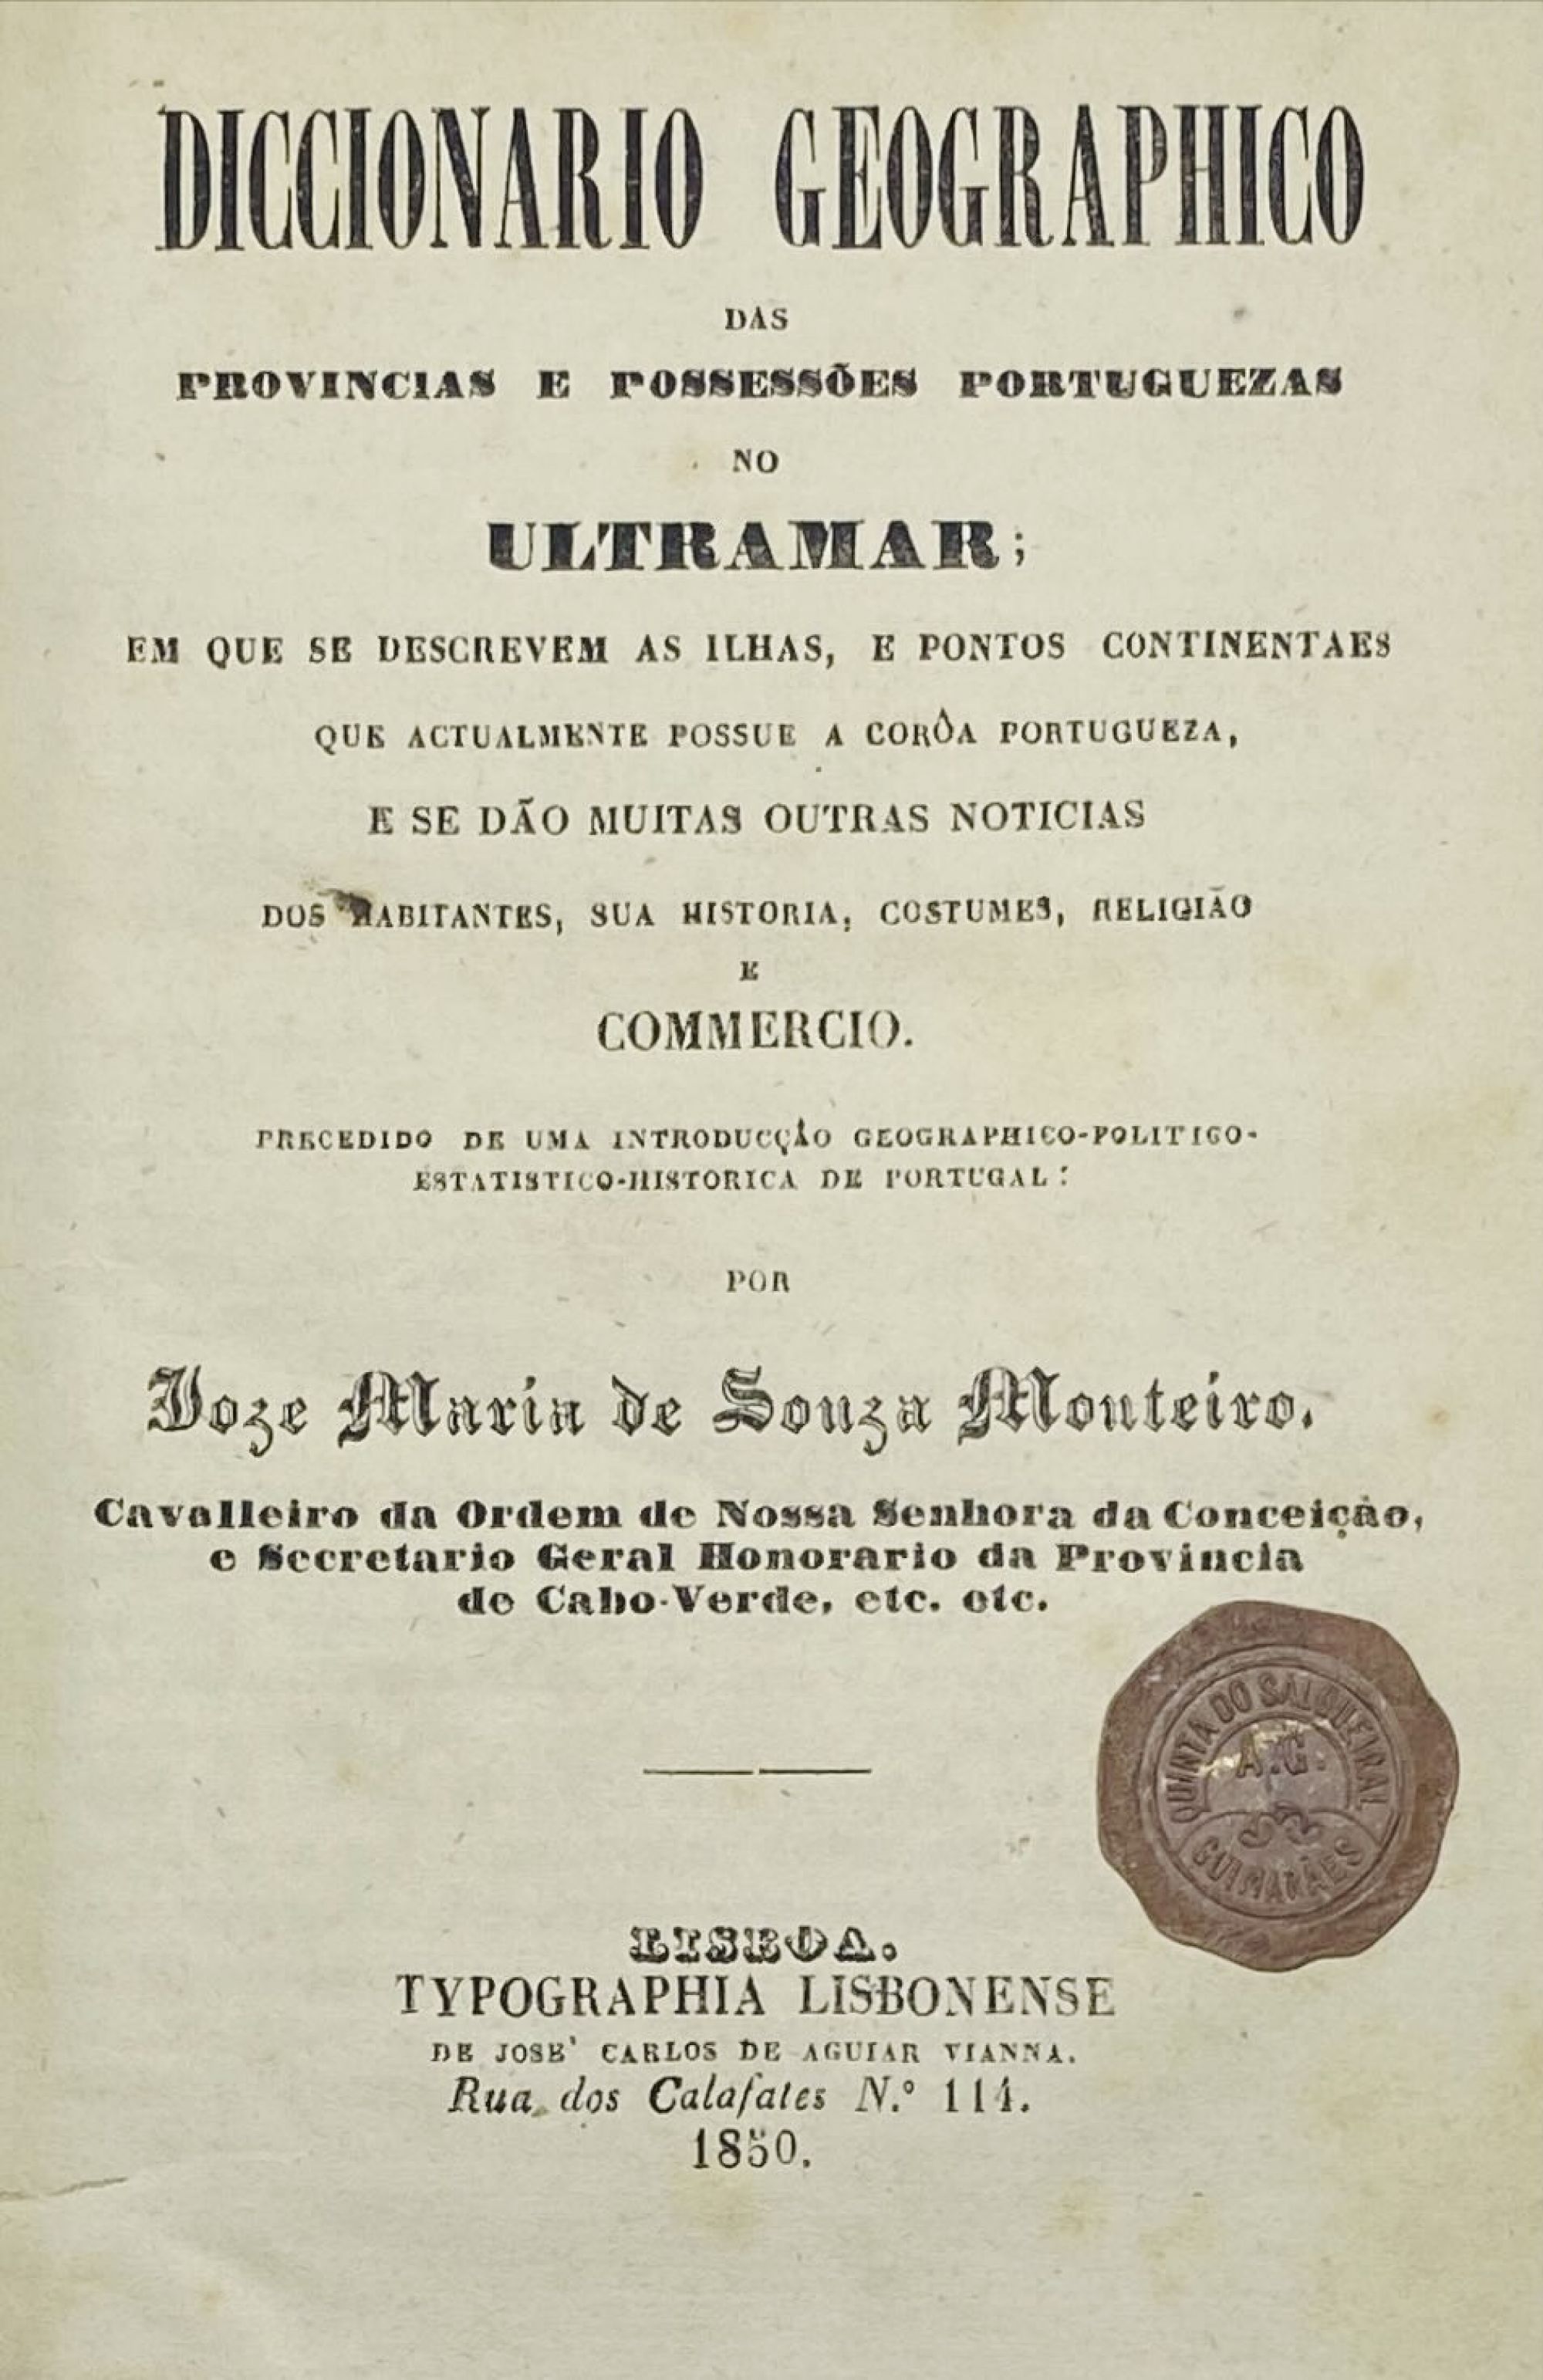 DICCIONARIO GEOGRAPHICO
DAS
PROVINCIAS E POSSESSÕES PORTUGUEZAS
NO
ULTRAMAR;
EM QUE SE DESCREVEM AS ILHAS, E PONTOS CONTINENTAES
QUE ACTUALMENTE POSSUE A CORÔA PORTUGUEZA,
E SE DÃO MUITAS OUTRAS NOTICIAS
DOS HABITANTES, SUA HISTORIA, COSTUMES, RELIGIÃO
E
COMMERCIO.
PRECEDIDO DE UMA INTRODUCÇÃO GEOGRAPHICO-POLITICO-
ESTATISTICO-HISTORICA DE PORTUGAL:
POR
Joze Maria de Souza Monteiro.
Cavalleiro da Ordem de Nossa Senhora da Conceição,
e Secretario Geral Honorario da Provincia
de Cabo-Verde, etc. etc.
QUINTA DO SALGUEIRAL
A.G.
GUIMARÃES
LISBOA.
TYPOGRAPHIA LISBONENSE
DE JOSE' CARLOS DE AGUIAR VIANNA.
Rua dos Calafates N.º 114.
1850.